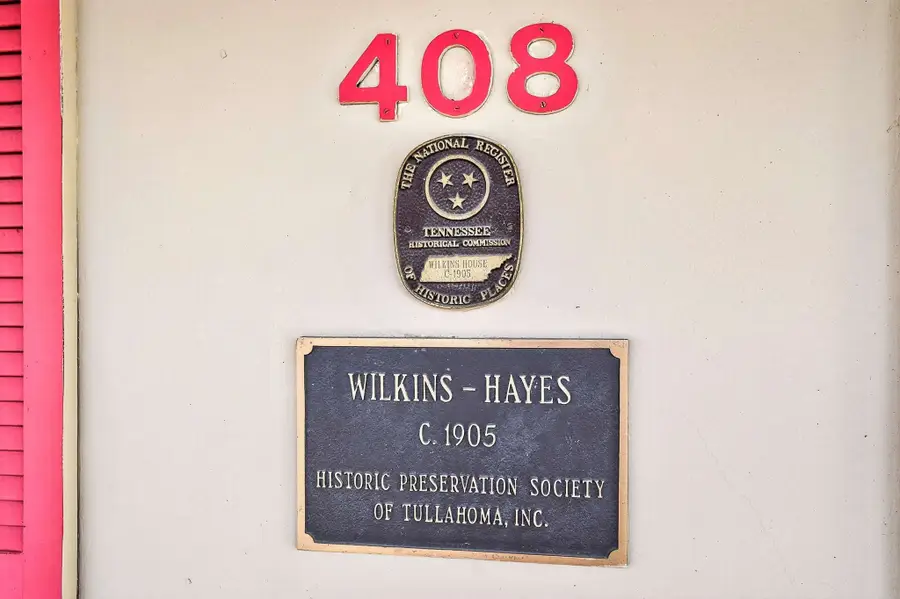 408
THE NATIONAL REGISTER
TENNESSEE
HISTORICAL COMMISSION
WILKINS HOUSE
C-1905
OF HISTORIC PLACES
WILKINS - HAYES
C. 1905
HISTORIC PRESERVATION SOCIETY
OF TULLAHOMA, INC.